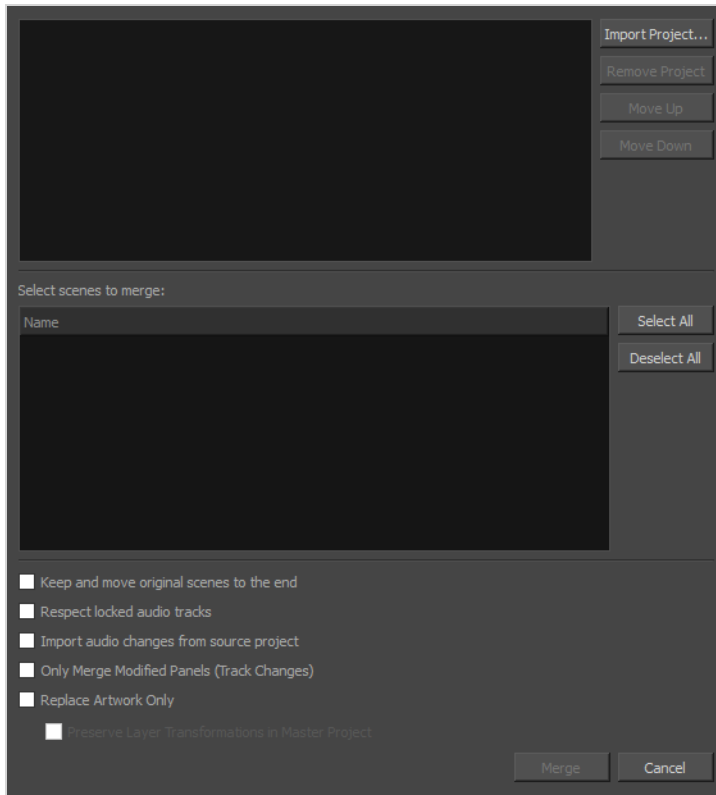 Import Project...
Remove Project
Move Up
Move Down
Select scenes to merge:
Name
Select All
Deselect All
Keep and move original scenes to the end
Respect locked audio tracks
Import audio changes from source project
Only Merge Modified Panels (Track Changes)
Replace Artwork Only
Preserve Layer Transformations in Master Project
Merge
Cancel